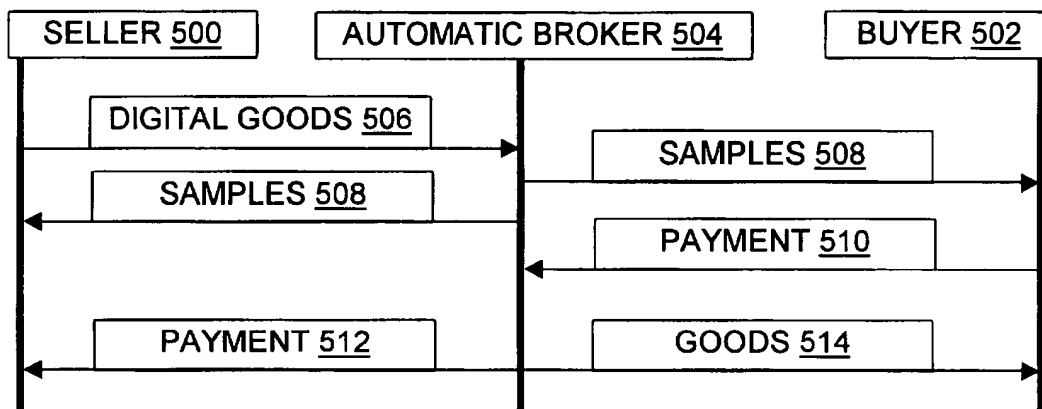 SELLER 500
AUTOMATIC BROKER 504
BUYER 502
DIGITAL GOODS 506
SAMPLES 508
SAMPLES 508
PAYMENT 510
PAYMENT 512
GOODS 514